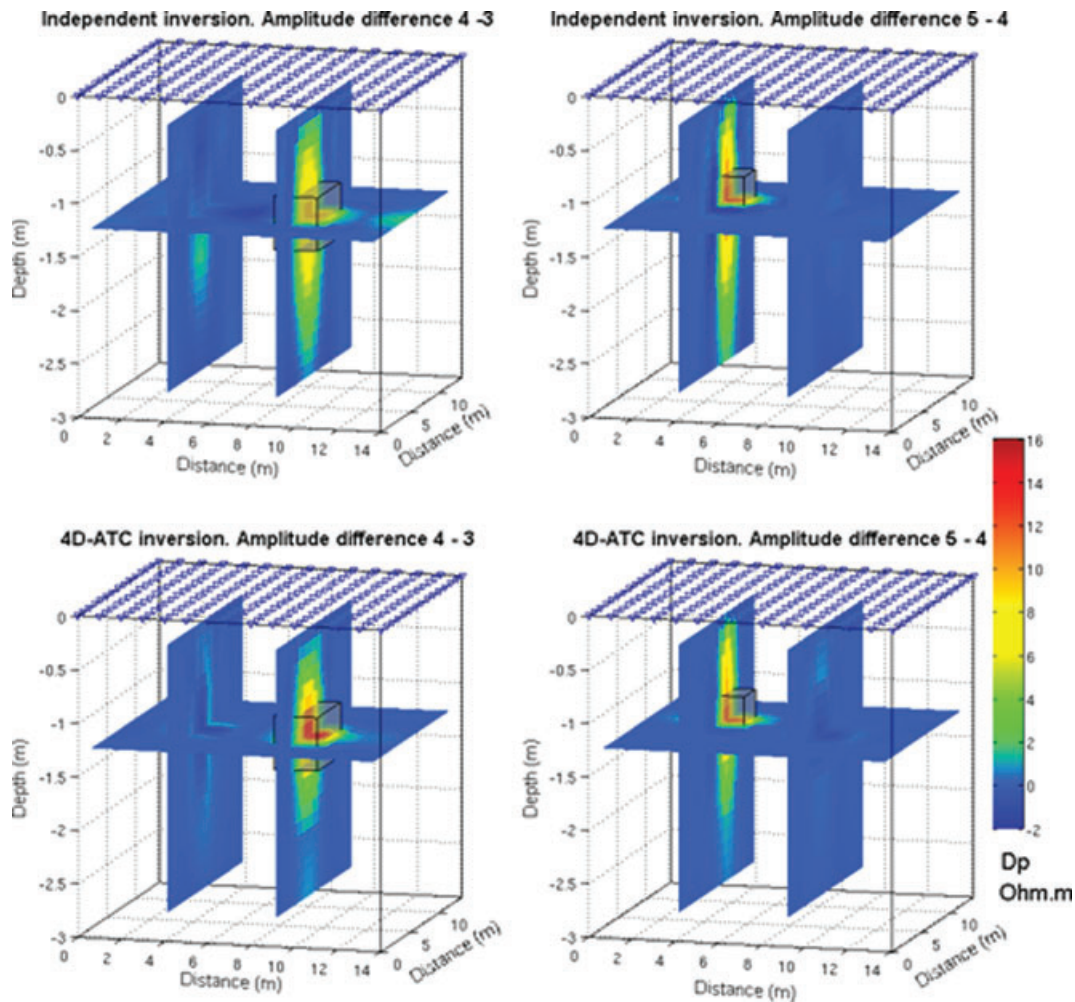 Independent inversion. Amplitude difference 4 -3
Independent inversion. Amplitude difference 5 - 4
0
-0.5
-1
-1.5
-2
-2.5
-3
Depth (m)
0 2 4 6 8 10 12 14
Distance (m)
0 5 10
Distance (m)
0
-0.5
-1
-1.5
-2
-2.5
-3
Depth (m)
0 2 4 6 8 10 12 14
Distance (m)
0 5 10
Distance (m)
4D-ATC inversion. Amplitude difference 4 - 3
4D-ATC inversion. Amplitude difference 5 - 4
0
-0.5
-1
-1.5
-2
-2.5
-3
Depth (m)
0 2 4 6 8 10 12 14
Distance (m)
0 5 10
Distance (m)
0
-0.5
-1
-1.5
-2
-2.5
-3
Depth (m)
0 2 4 6 8 10 12 14
Distance (m)
0 5 10
Distance (m)
16
14
12
10
8
6
4
2
0
-2
Dp
Ohm.m